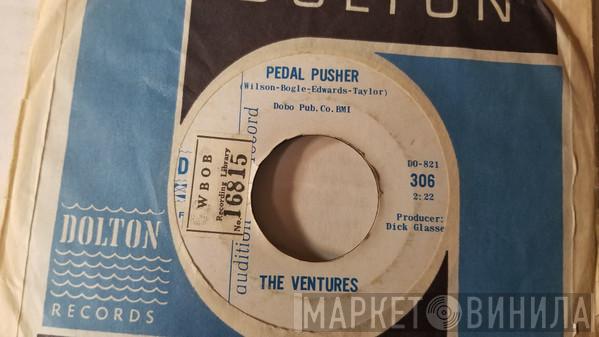 DOLTON
PEDAL PUSHER
(Wilson-Bogle-Edwards-Taylor)
Dobo Pub.Co.BMI
audition record
WBOB
Recording Library
No. 16815
DO-821
306
2:22
Producer:
Dick Glasse
THE VENTURES
DOLTON
RECORDS
МАРКЕТ ВИНИЛА